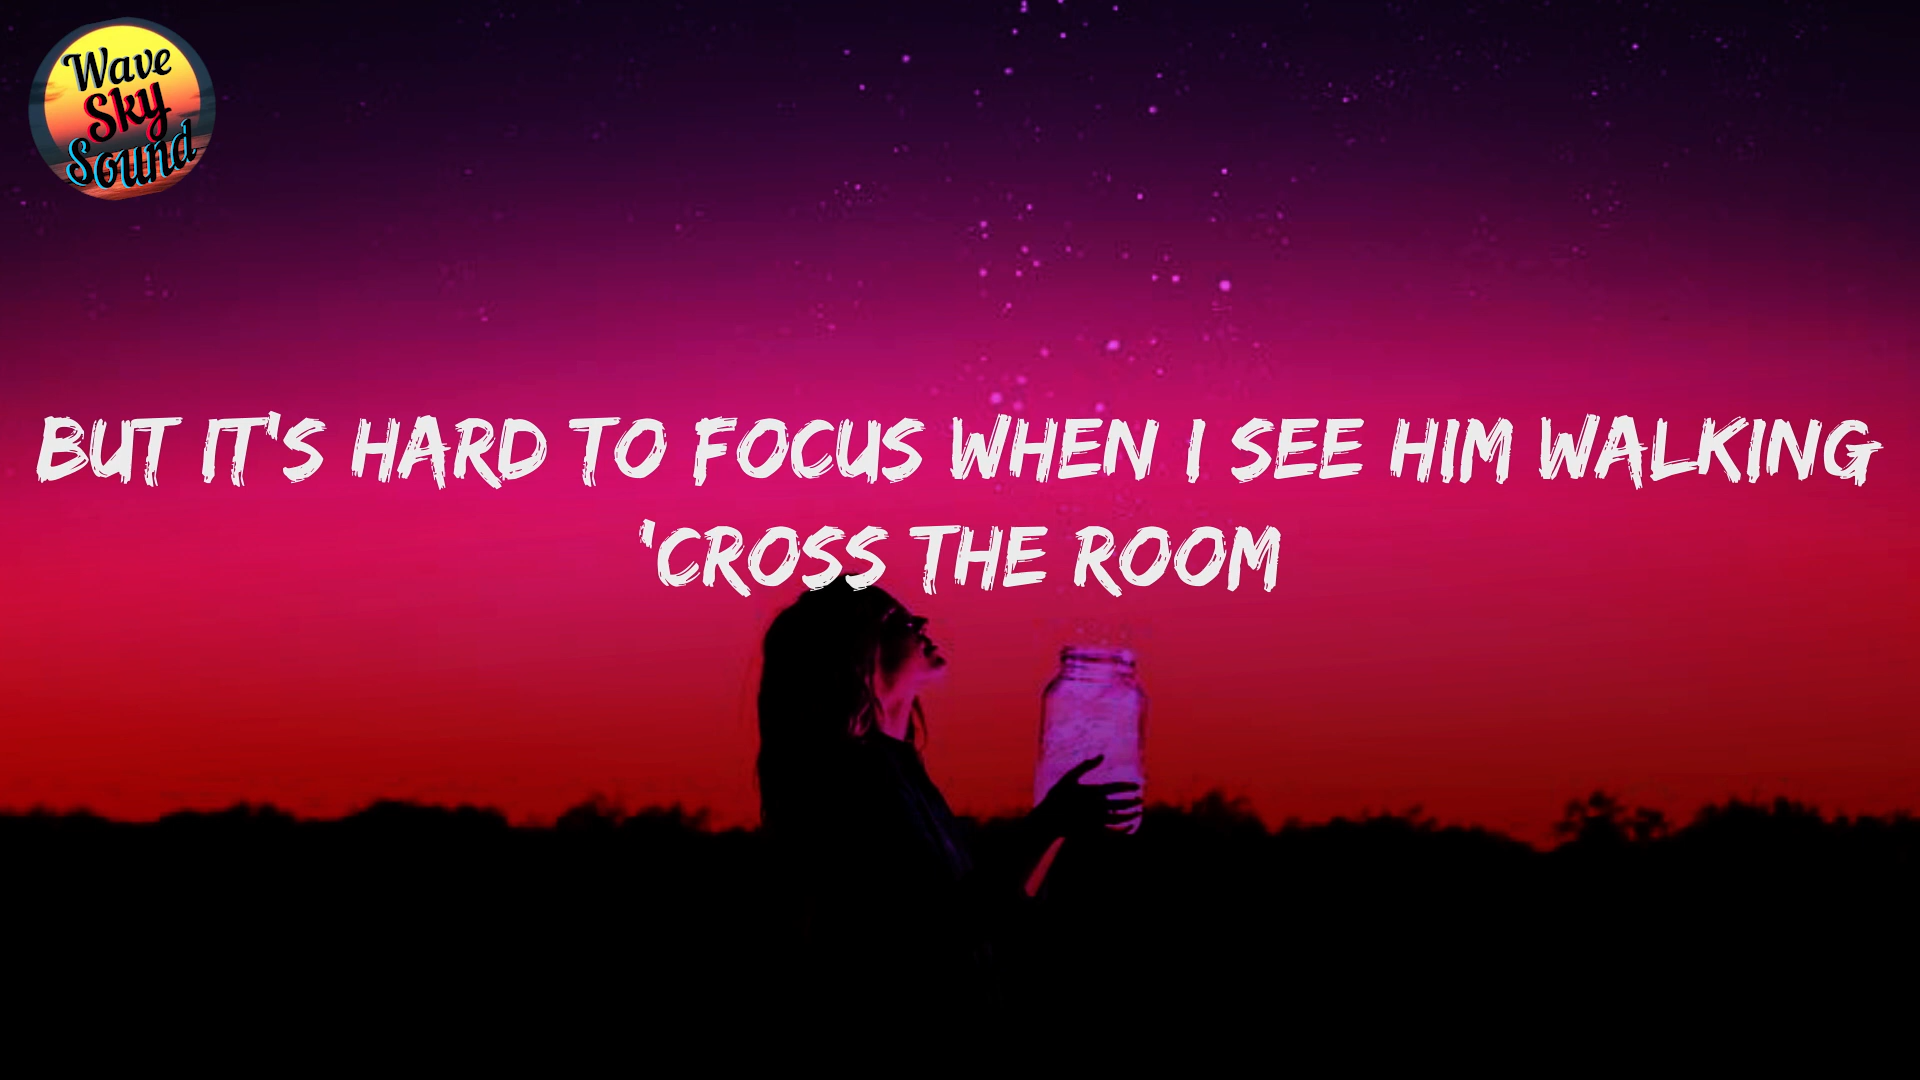 Wave
Sky
Sound
BUT IT'S HARD TO FOCUS WHEN I SEE HIM WALKING
'CROSS THE ROOM